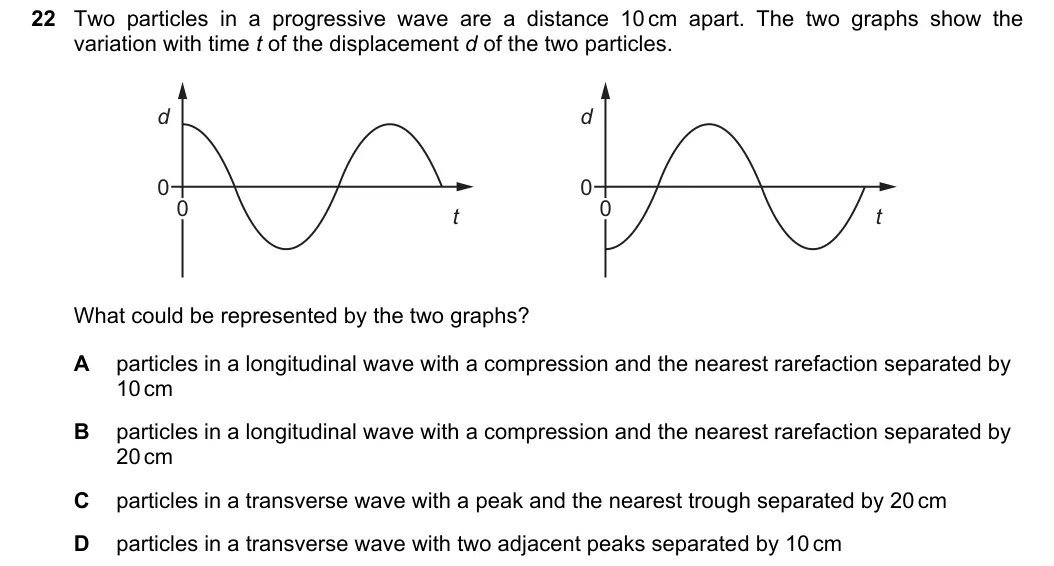 22 Two particles in a progressive wave are a distance 10 cm apart. The two graphs show the
variation with time t of the displacement d of the two particles.
d
0
0
t
d
0
0
t
What could be represented by the two graphs?
A particles in a longitudinal wave with a compression and the nearest rarefaction separated by
10 cm
B particles in a longitudinal wave with a compression and the nearest rarefaction separated by
20 cm
C particles in a transverse wave with a peak and the nearest trough separated by 20 cm
D particles in a transverse wave with two adjacent peaks separated by 10 cm